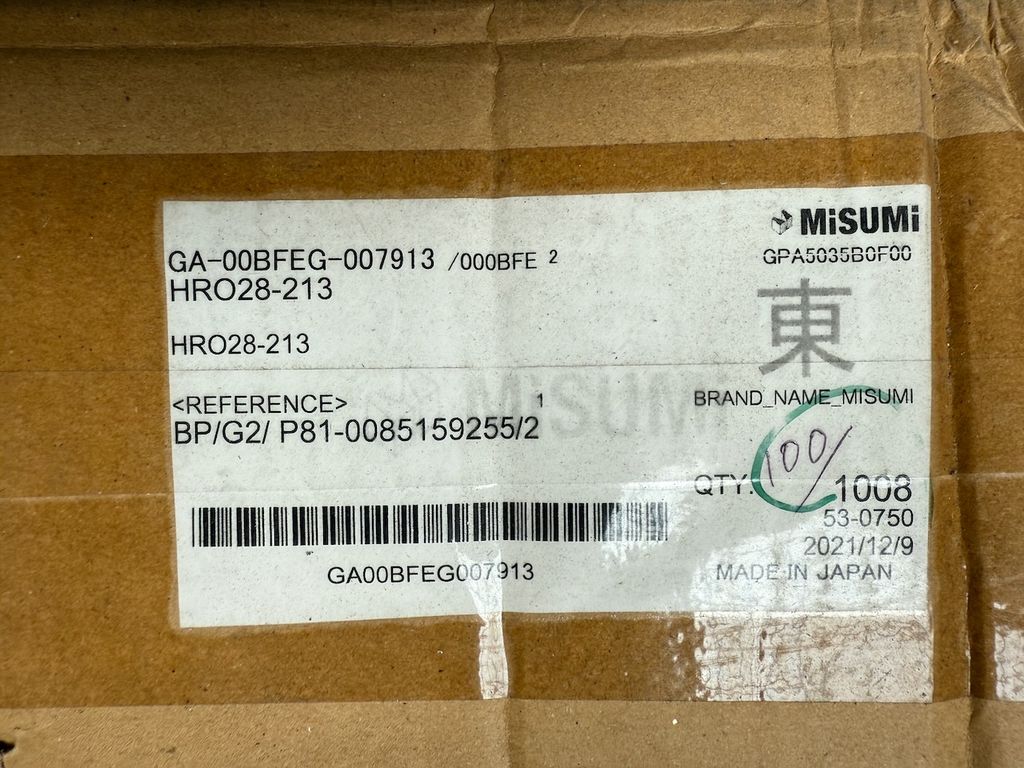 MiSUMi
GA-00BFEG-007913 /000BFE 2
GPA5035B0F00
HRO28-213
東
HRO28-213
MiSUMi
<REFERENCE> 1
BRAND_NAME_MISUMI
BP/G2/ P81-0085159255/2
100/
QTY: 1008
53-0750
2021/12/9
GA00BFEG007913
MADE IN JAPAN